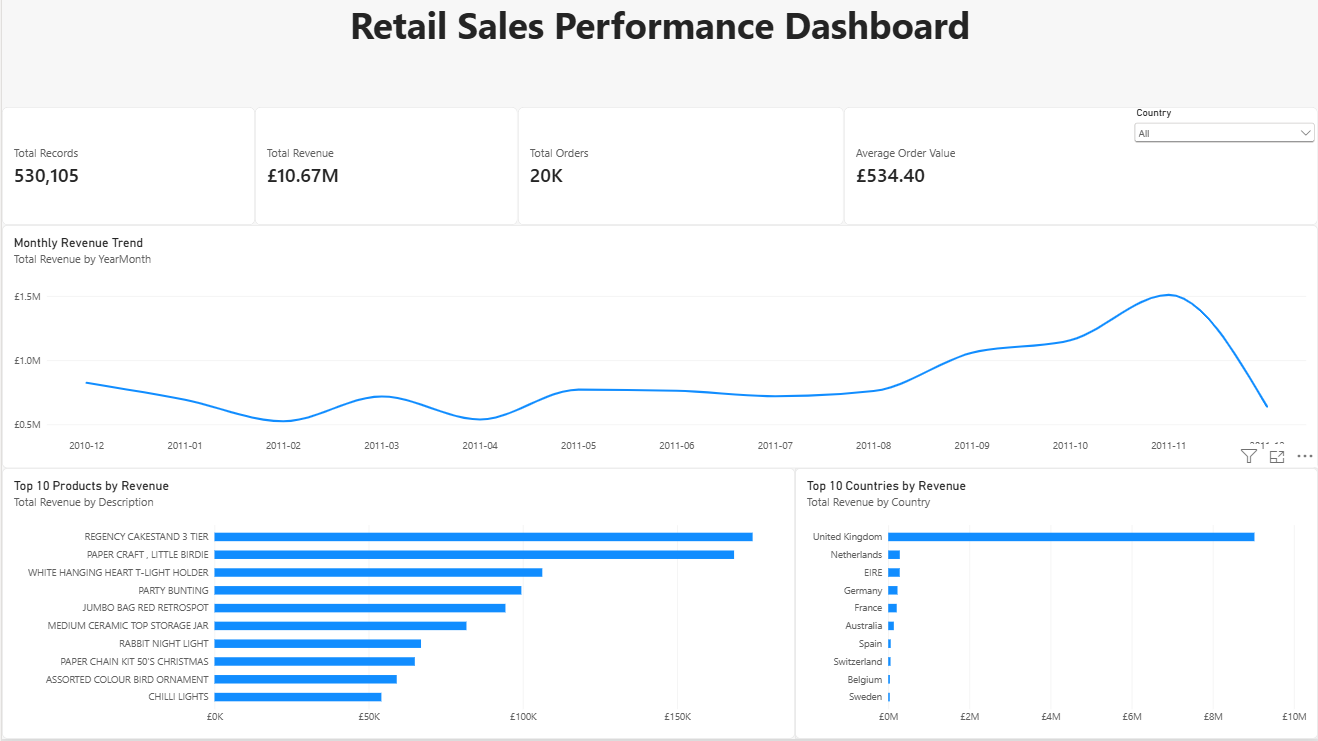 Retail Sales Performance Dashboard
Country
All
Total Records
530,105
Total Revenue
£10.67M
Total Orders
20K
Average Order Value
£534.40
Monthly Revenue Trend
Total Revenue by YearMonth
£1.5M
£1.0M
£0.5M
2010-12 2011-01 2011-02 2011-03 2011-04 2011-05 2011-06 2011-07 2011-08 2011-09 2011-10 2011-11
Top 10 Products by Revenue
Total Revenue by Description
REGENCY CAKESTAND 3 TIER
PAPER CRAFT , LITTLE BIRDIE
WHITE HANGING HEART T-LIGHT HOLDER
PARTY BUNTING
JUMBO BAG RED RETROSPOT
MEDIUM CERAMIC TOP STORAGE JAR
RABBIT NIGHT LIGHT
PAPER CHAIN KIT 50'S CHRISTMAS
ASSORTED COLOUR BIRD ORNAMENT
CHILLI LIGHTS
£0K £50K £100K £150K
Top 10 Countries by Revenue
Total Revenue by Country
United Kingdom
Netherlands
EIRE
Germany
France
Australia
Spain
Switzerland
Belgium
Sweden
£0M £2M £4M £6M £8M £10M